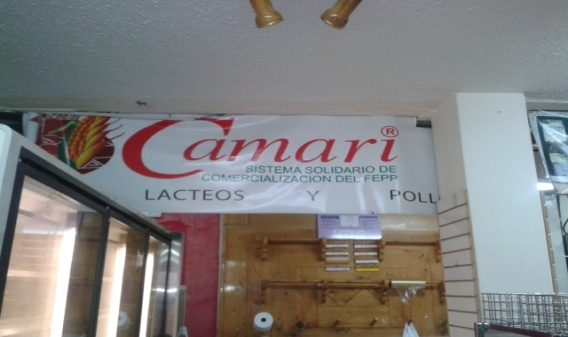 Camari®
SISTEMA SOLIDARIO DE
COMERCIALIZACION DEL FEPP
LACTEOS Y POLL